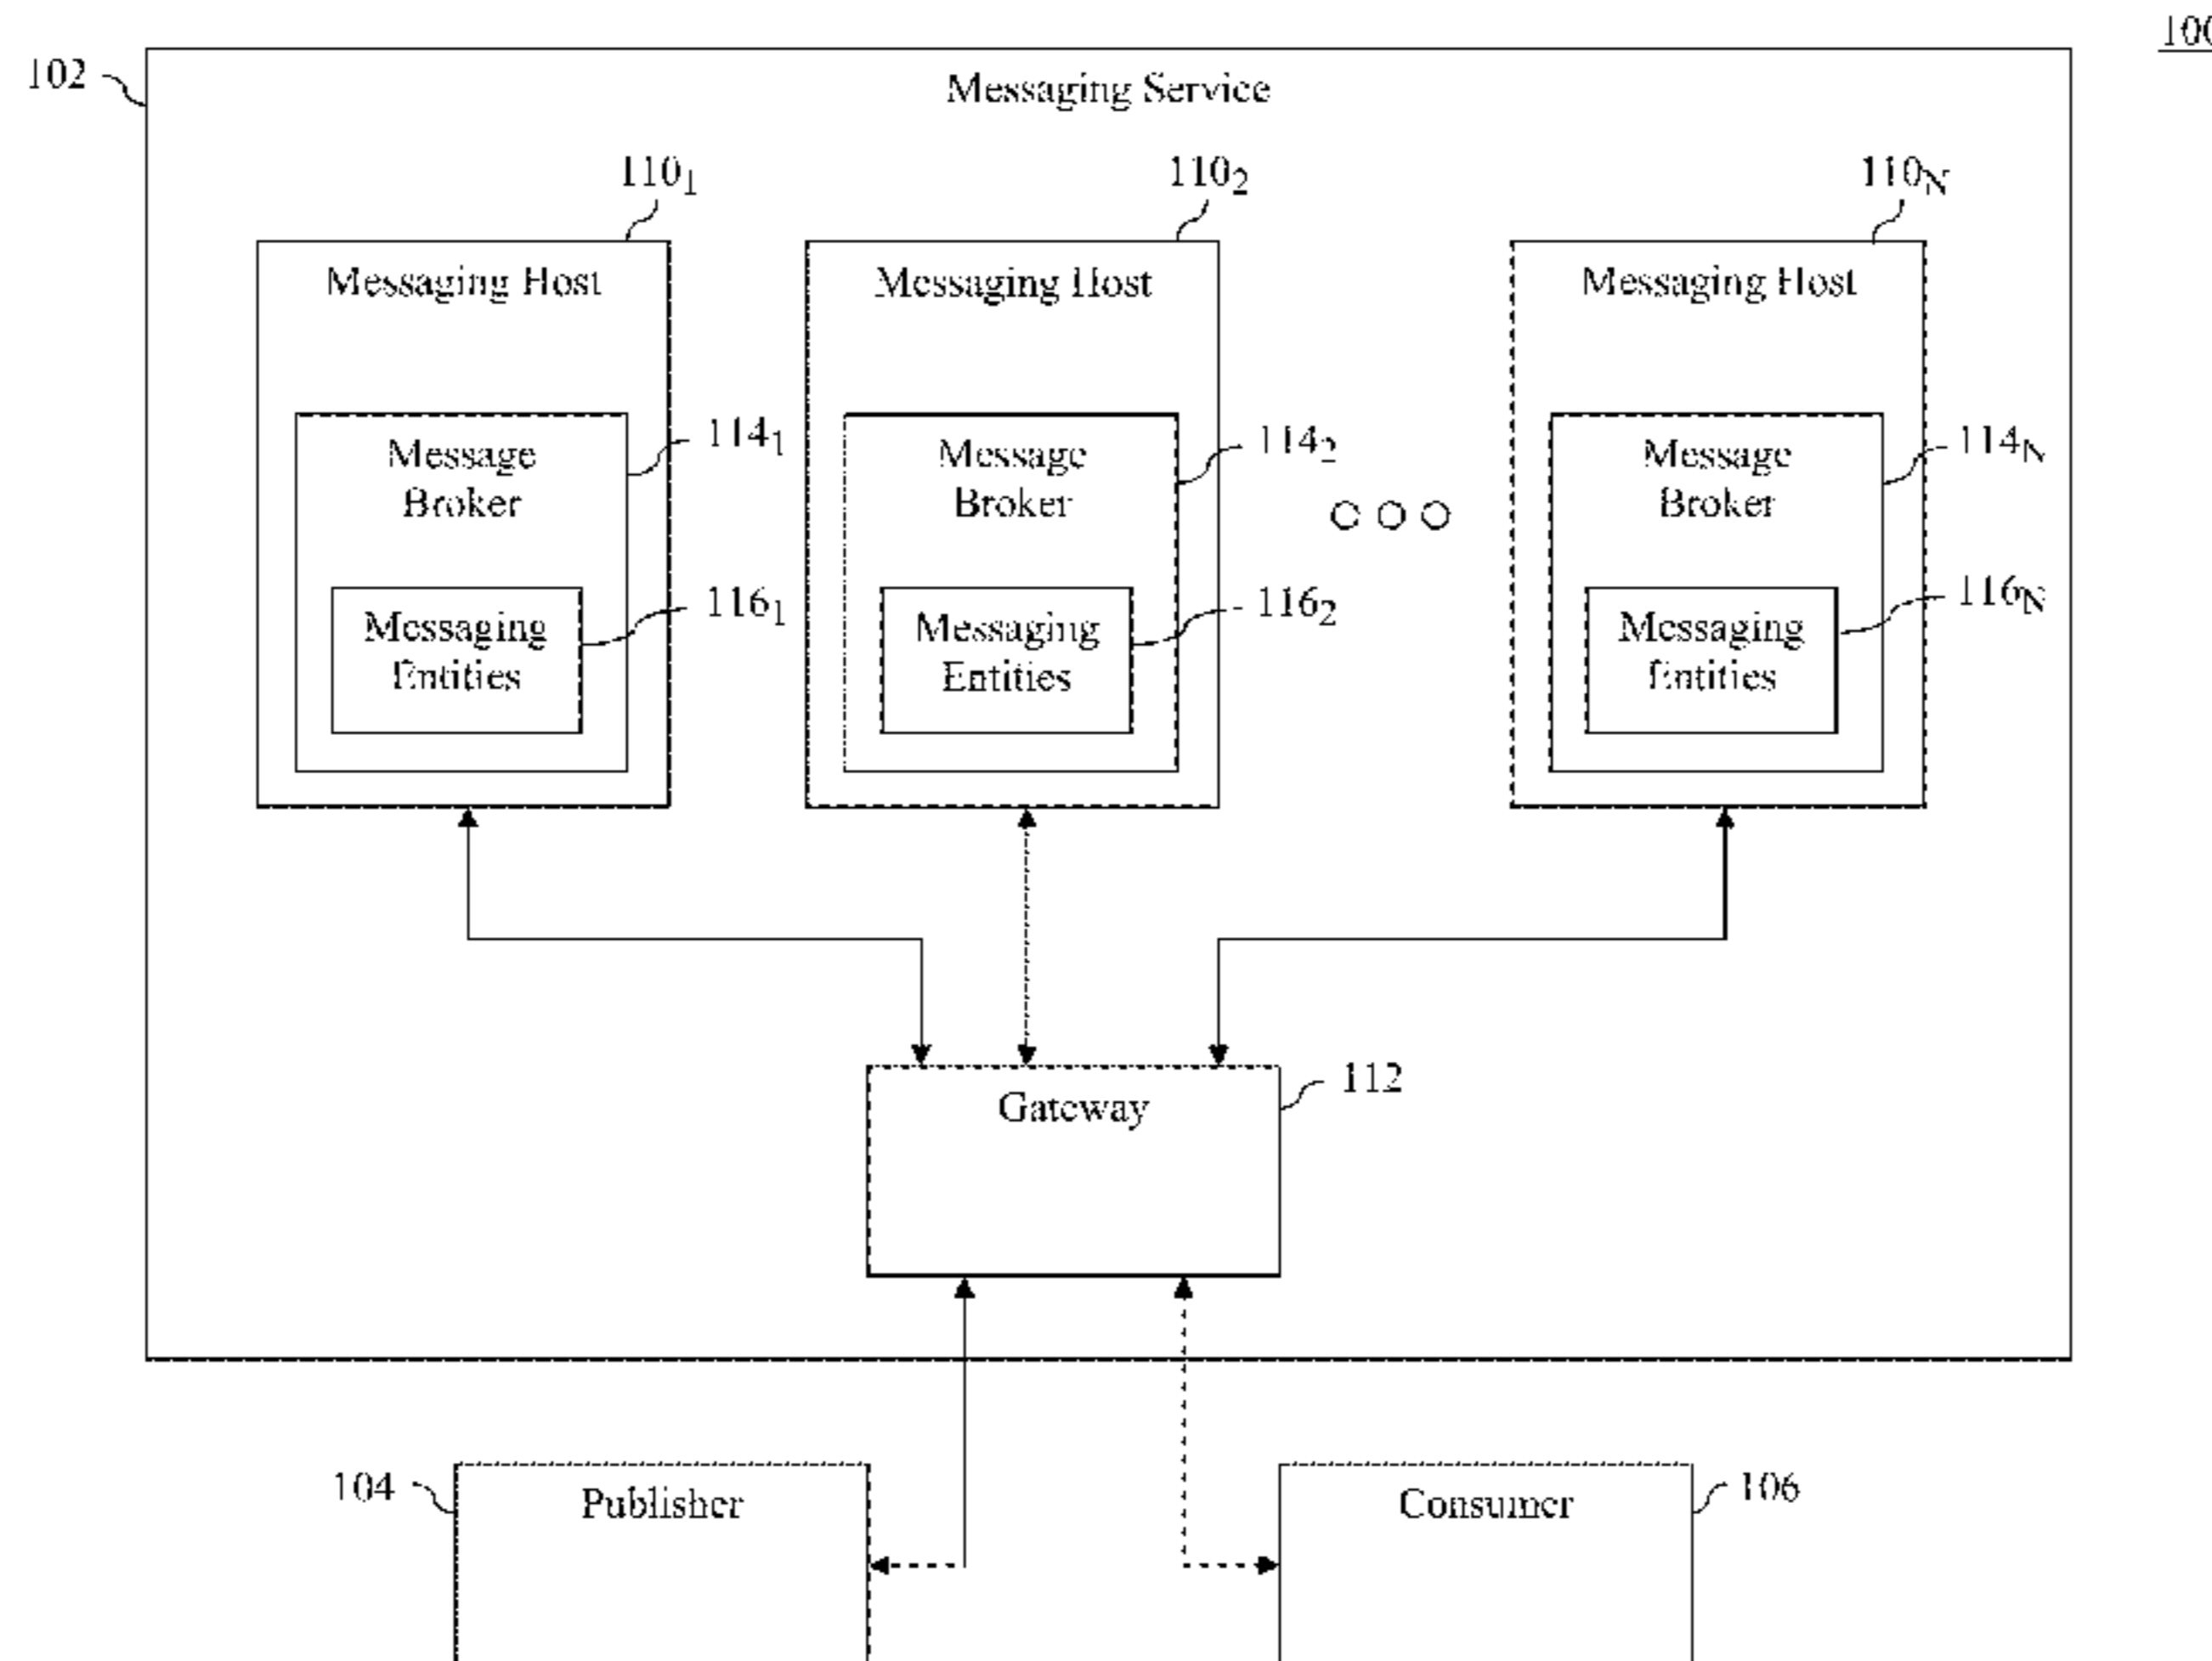 100
102
Messaging Service
110₁
110₂
110N
Messaging Host
Messaging Host
Messaging Host
Message
Broker
114₁
Message
Broker
114₂
Message
Broker
114N
Messaging
Entities
116₁
Messaging
Entities
116₂
Messaging
Entities
116N
Gateway
112
104
Publisher
Consumer
106